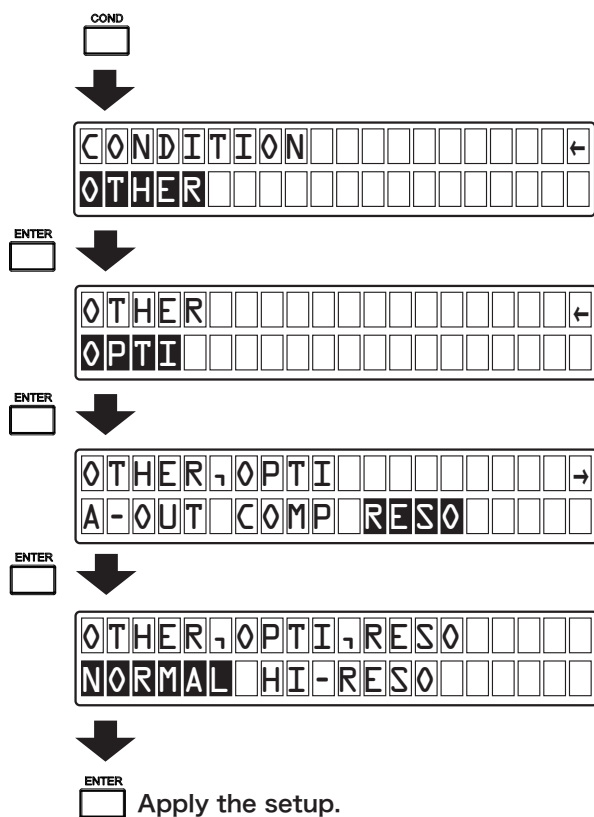 COND
CONDITION ←
OTHER
ENTER
OTHER ←
OPTI
ENTER
OTHER¬OPTI →
A-OUT COMP RESO
ENTER
OTHER¬OPTI¬RESO
NORMAL HI-RESO
ENTER
Apply the setup.